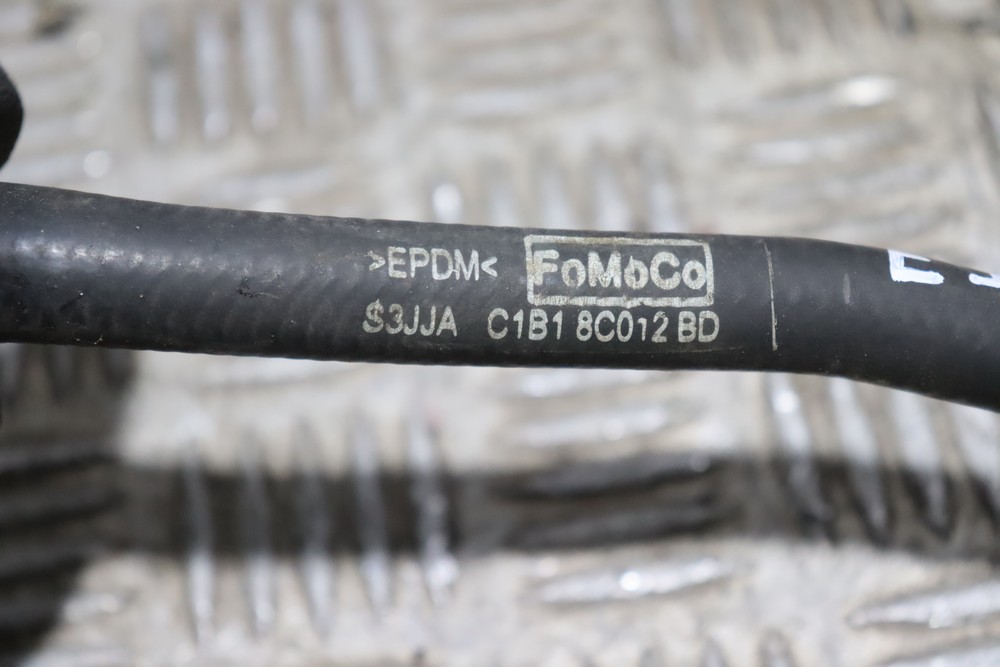 >EPDM< FoMoCo
S3JJA C1B1 8C012 BD